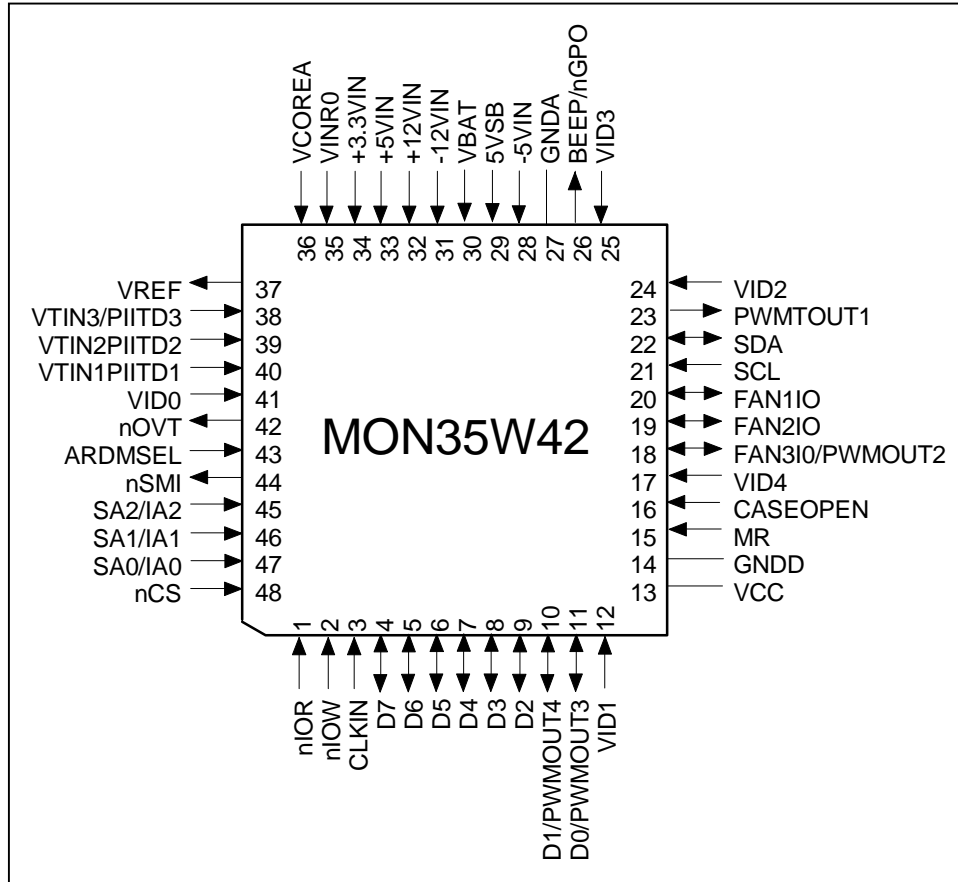 VCOREA
VINR0
+3.3VIN
+5VIN
+12VIN
-12VIN
VBAT
5VSB
-5VIN
GNDA
BEEP/nGPO
VID3
36
35
34
33
32
31
30
29
28
27
26
25
VREF 37
VTIN3/PIITD3 38
VTIN2PIITD2 39
VTIN1PIITD1 40
VID0 41
nOVT 42
ARDMSEL 43
nSMI 44
SA2/IA2 45
SA1/IA1 46
SA0/IA0 47
nCS 48
MON35W42
24 VID2
23 PWMTOUT1
22 SDA
21 SCL
20 FAN1IO
19 FAN2IO
18 FAN3I0/PWMOUT2
17 VID4
16 CASEOPEN
15 MR
14 GNDD
13 VCC
1
2
3
4
5
6
7
8
9
10
11
12
nIOR
nIOW
CLKIN
D7
D6
D5
D4
D3
D2
D1/PWMOUT4
D0/PWMOUT3
VID1